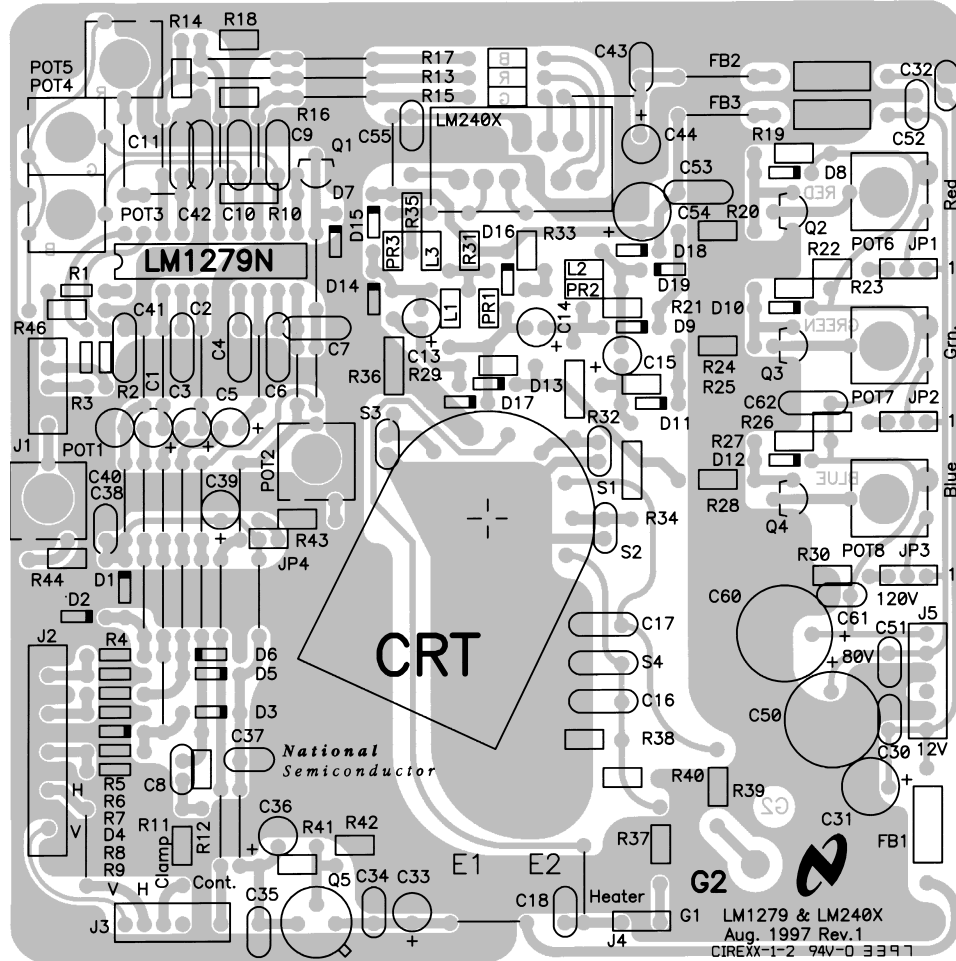 R14
R18
POT5
POT4
R
R17
R13
R15
B
R
G
C43
FB2
FB3
C32
C52
C11
R16
C9
Q1
C55
LM240X
+
C44
R19
G
D7
C53
D8
Red
POT3
C42
C10
R10
D15
R35
D16
R33
C54
+
R20
RED
Q2
R22
POT6
JP1
B
LM1279N
PR3
L3
R31
D18
L2
PR2
D19
R23
1
R1
D14
L1
PR1
R21
D10
R46
C41
C2
C4
C14
D9
GREEN
Grn.
C7
C13
+
R29
+
+
C15
R24
R25
Q3
R36
D13
R2
C1
C3
C5
C6
R3
D17
C62
POT7
JP2
S3
R32
D11
R26
1
J1
POT1
+
+
+
POT2
R27
D12
Blue
C40
C38
C39
S1
R28
BLUE
Q4
+
R43
R34
S2
R44
D1
JP4
R30
POT8
JP3
1
D2
C60
120V
C61
J5
J2
R4
CRT
C17
+
C51
D6
D5
S4
+
80V
D3
C16
C50
C37
National
Semiconductor
R38
C30
12V
H
C8
R5
R6
R7
D4
R8
R9
R40
R39
+
V
C36
R11
R12
R41
R42
G2
C31
+
R37
FB1
Clamp
E1
E2
G2
V
H
Cont.
C35
Q5
C34
C33
C18
Heater
J3
+
J4
G1
LM1279 & LM240X
Aug. 1997 Rev.1
CIREXX-1-2 94V-0 3397